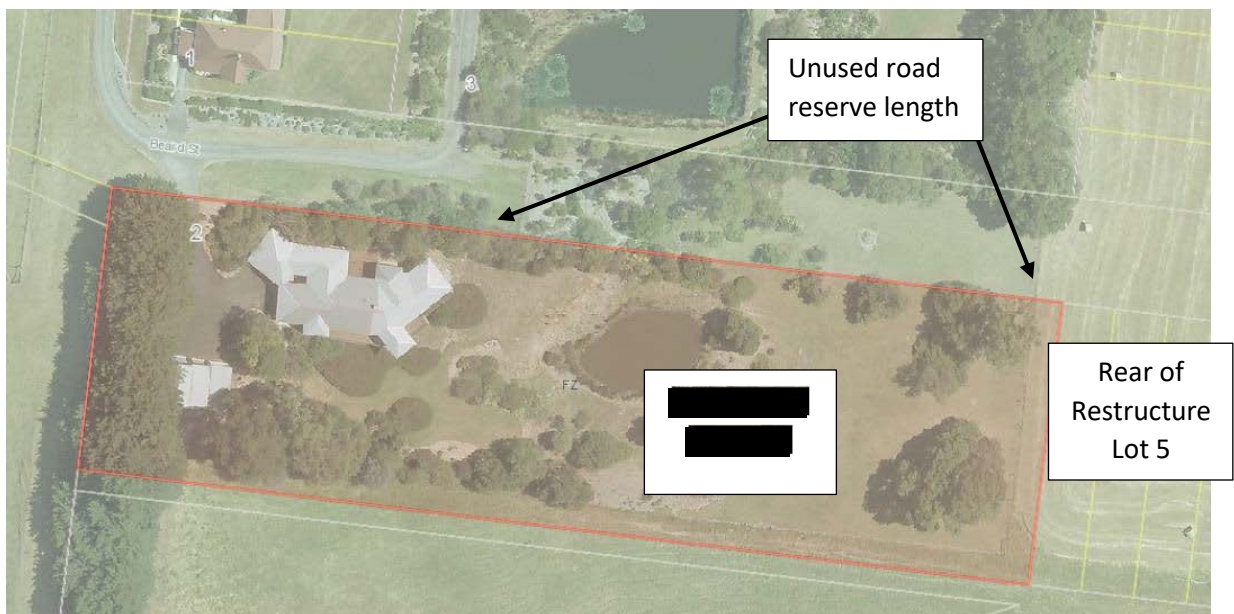 Unused road
reserve length
1
3
Beard St
2
FZ
Rear of
Restructure
Lot 5